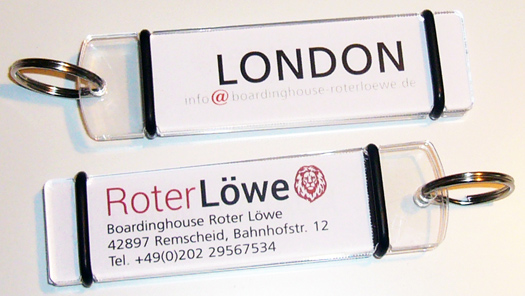 LONDON
info@boardinghouse-roterloewe.de
RoterLöwe
Boardinghouse Roter Löwe
42897 Remscheid, Bahnhofstr. 12
Tel. +49(0)202 29567534